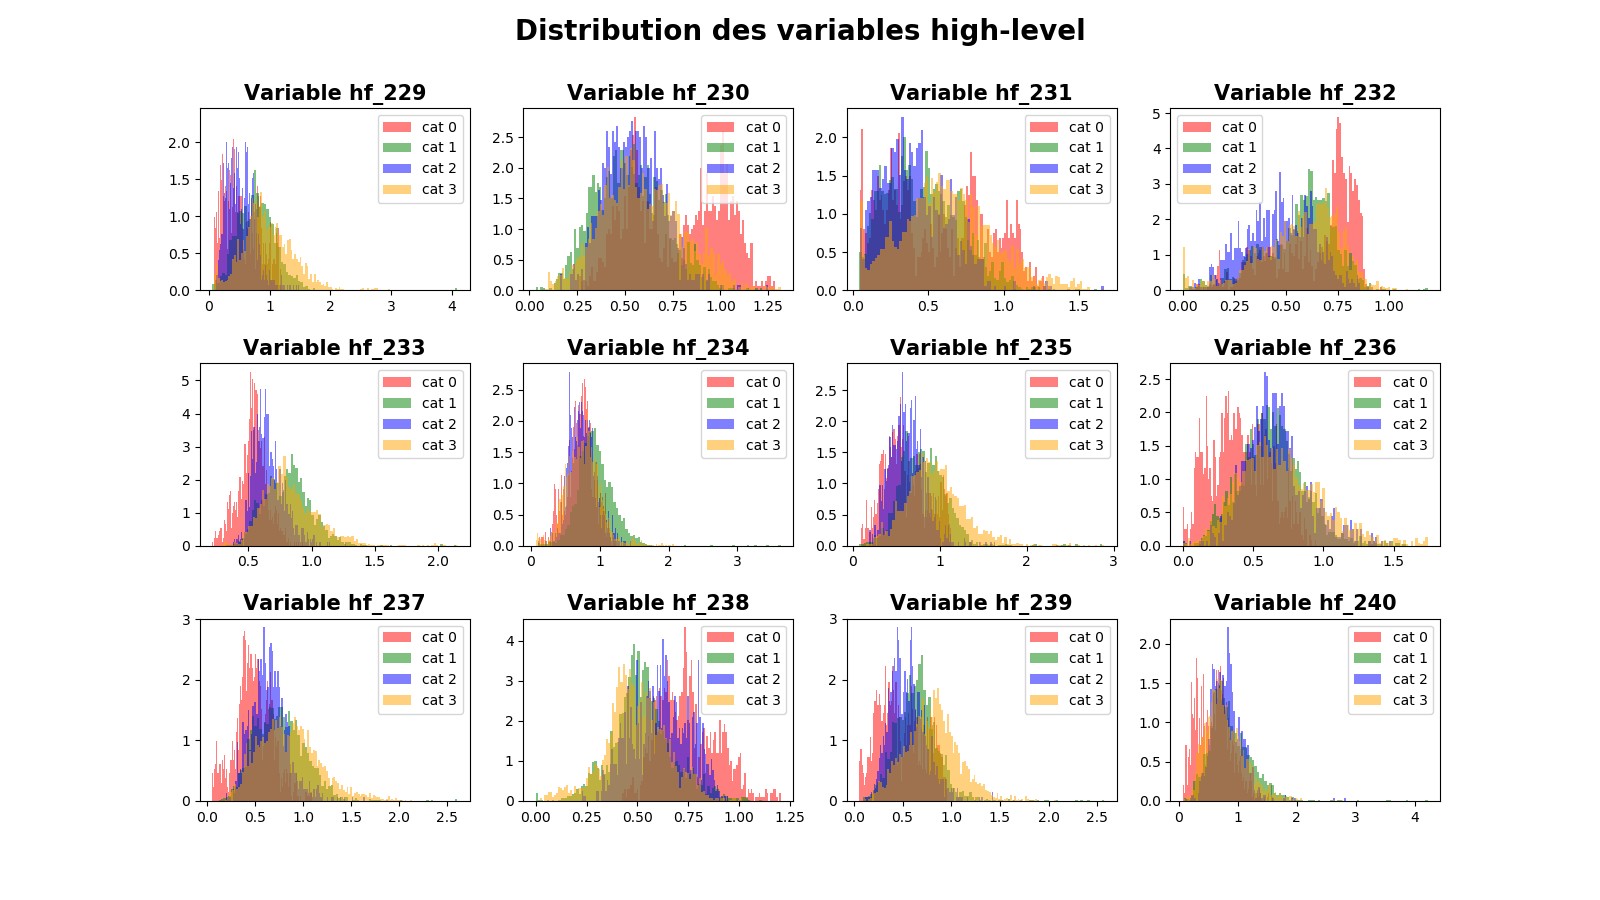 Distribution des variables high-level
Variable hf_229
Variable hf_230
Variable hf_231
Variable hf_232
cat 0
cat 1
cat 2
cat 3
0.0
0.5
1.0
1.5
2.0
0
1
2
3
4
cat 0
cat 1
cat 2
cat 3
0.0
0.5
1.0
1.5
2.0
2.5
0.00
0.25
0.50
0.75
1.00
1.25
cat 0
cat 1
cat 2
cat 3
0.0
0.5
1.0
1.5
2.0
0.0
0.5
1.0
1.5
cat 0
cat 1
cat 2
cat 3
0
1
2
3
4
5
0.00
0.25
0.50
0.75
1.00
Variable hf_233
Variable hf_234
Variable hf_235
Variable hf_236
cat 0
cat 1
cat 2
cat 3
0
1
2
3
4
5
0.5
1.0
1.5
2.0
cat 0
cat 1
cat 2
cat 3
0.0
0.5
1.0
1.5
2.0
2.5
0
1
2
3
cat 0
cat 1
cat 2
cat 3
0.0
0.5
1.0
1.5
2.0
2.5
0
1
2
3
cat 0
cat 1
cat 2
cat 3
0.0
0.5
1.0
1.5
2.0
2.5
0.0
0.5
1.0
1.5
Variable hf_237
Variable hf_238
Variable hf_239
Variable hf_240
cat 0
cat 1
cat 2
cat 3
0
1
2
3
0.0
0.5
1.0
1.5
2.0
2.5
cat 0
cat 1
cat 2
cat 3
0
1
2
3
4
0.00
0.25
0.50
0.75
1.00
1.25
cat 0
cat 1
cat 2
cat 3
0
1
2
3
0.0
0.5
1.0
1.5
2.0
2.5
cat 0
cat 1
cat 2
cat 3
0.0
0.5
1.0
1.5
2.0
0
1
2
3
4